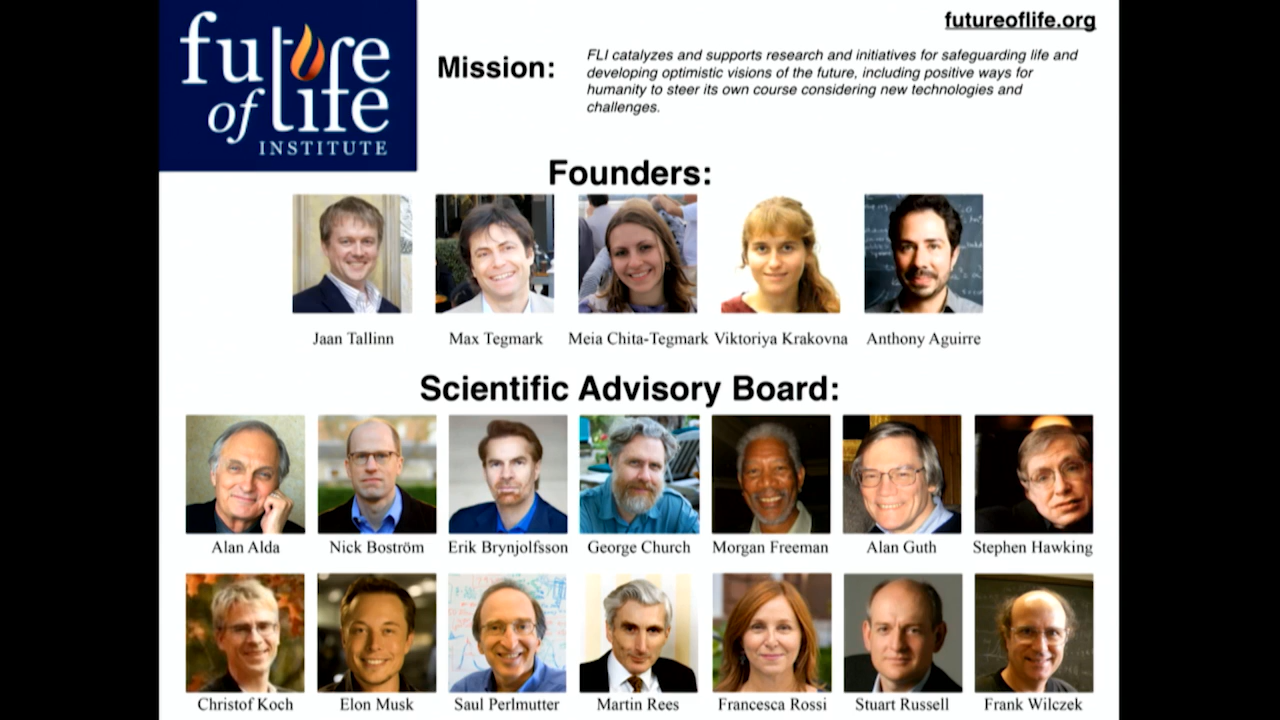 future
of life
INSTITUTE
futureoflife.org
Mission:
FLI catalyzes and supports research and initiatives for safeguarding life and
developing optimistic visions of the future, including positive ways for
humanity to steer its own course considering new technologies and
challenges.
Founders:
Jaan Tallinn Max Tegmark Meia Chita-Tegmark Viktoriya Krakovna Anthony Aguirre
Scientific Advisory Board:
Alan Alda Nick Boström Erik Brynjolfsson George Church Morgan Freeman Alan Guth Stephen Hawking
Christof Koch Elon Musk Saul Perlmutter Martin Rees Francesca Rossi Stuart Russell Frank Wilczek